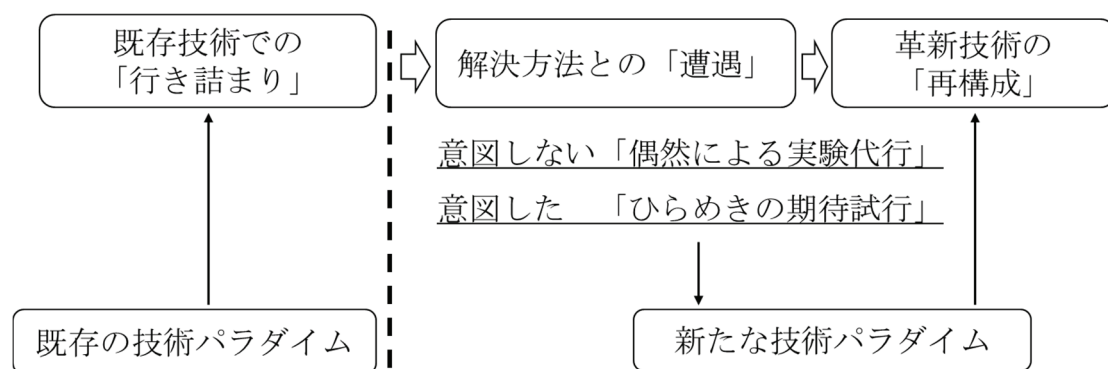 既存技術での
「行き詰まり」
解決方法との「遭遇」
革新技術の
「再構成」
意図しない「偶然による実験代行」
意図した　「ひらめきの期待試行」
既存の技術パラダイム
新たな技術パラダイム